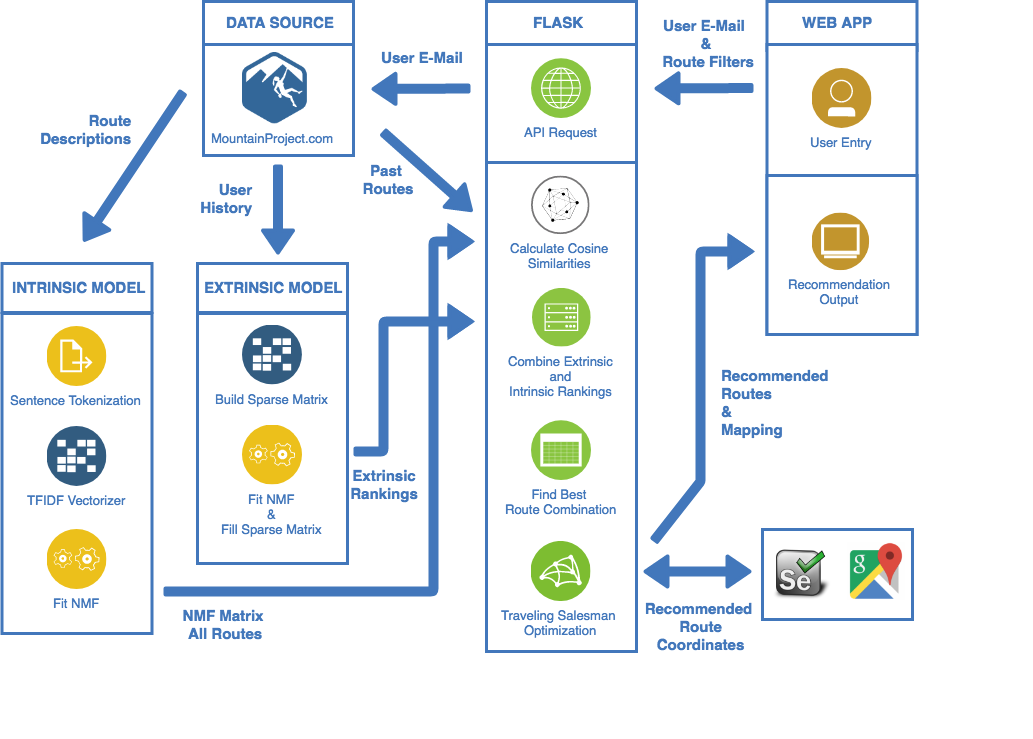 DATA SOURCE
MountainProject.com
User E-Mail
FLASK
API Request
User E-Mail
&
Route Filters
WEB APP
User Entry
Recommendation
Output
Route
Descriptions
User
History
Past
Routes
Calculate Cosine
Similarities
Combine Extrinsic
and
Intrinsic Rankings
Find Best
Route Combination
Traveling Salesman
Optimization
INTRINSIC MODEL
Sentence Tokenization
TFIDF Vectorizer
Fit NMF
EXTRINSIC MODEL
Build Sparse Matrix
Fit NMF
&
Fill Sparse Matrix
Extrinsic
Rankings
NMF Matrix
All Routes
Recommended
Routes
&
Mapping
Recommended
Route
Coordinates
Se
g